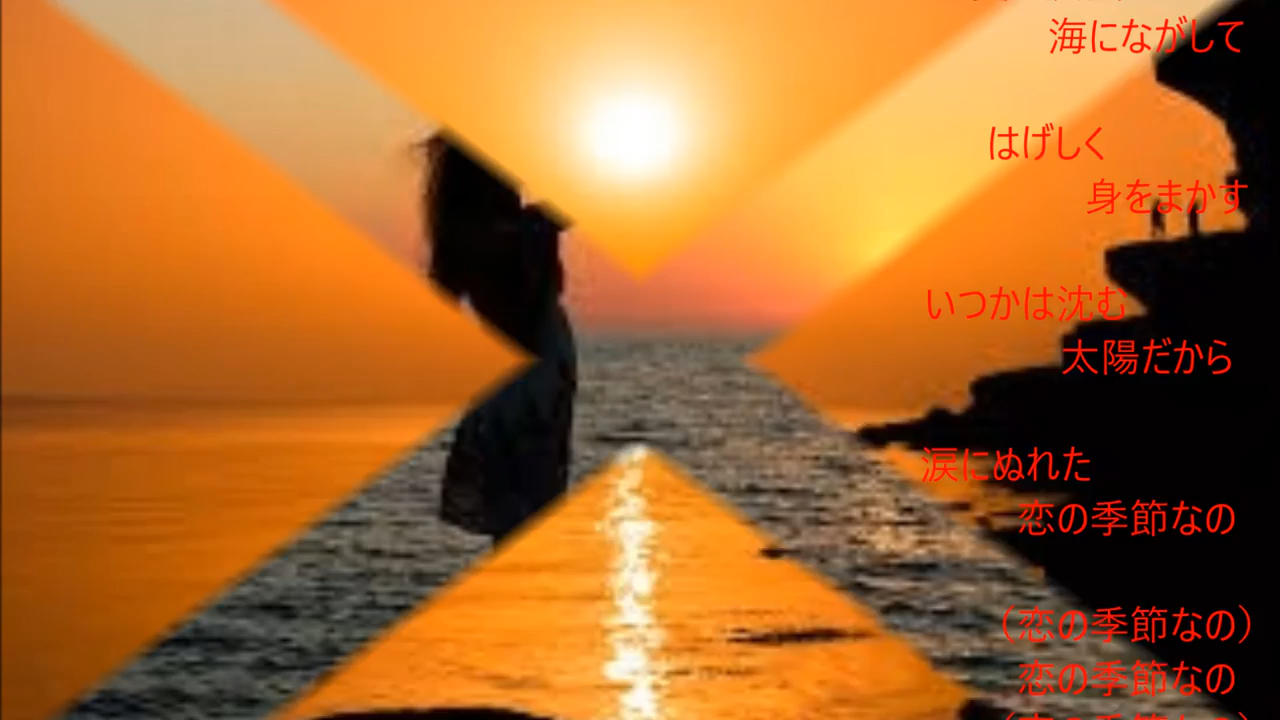 海にながして
はげしく
身をまかす
いつかは沈む
太陽だから
涙にぬれた
恋の季節なの
（恋の季節なの）
恋の季節なの